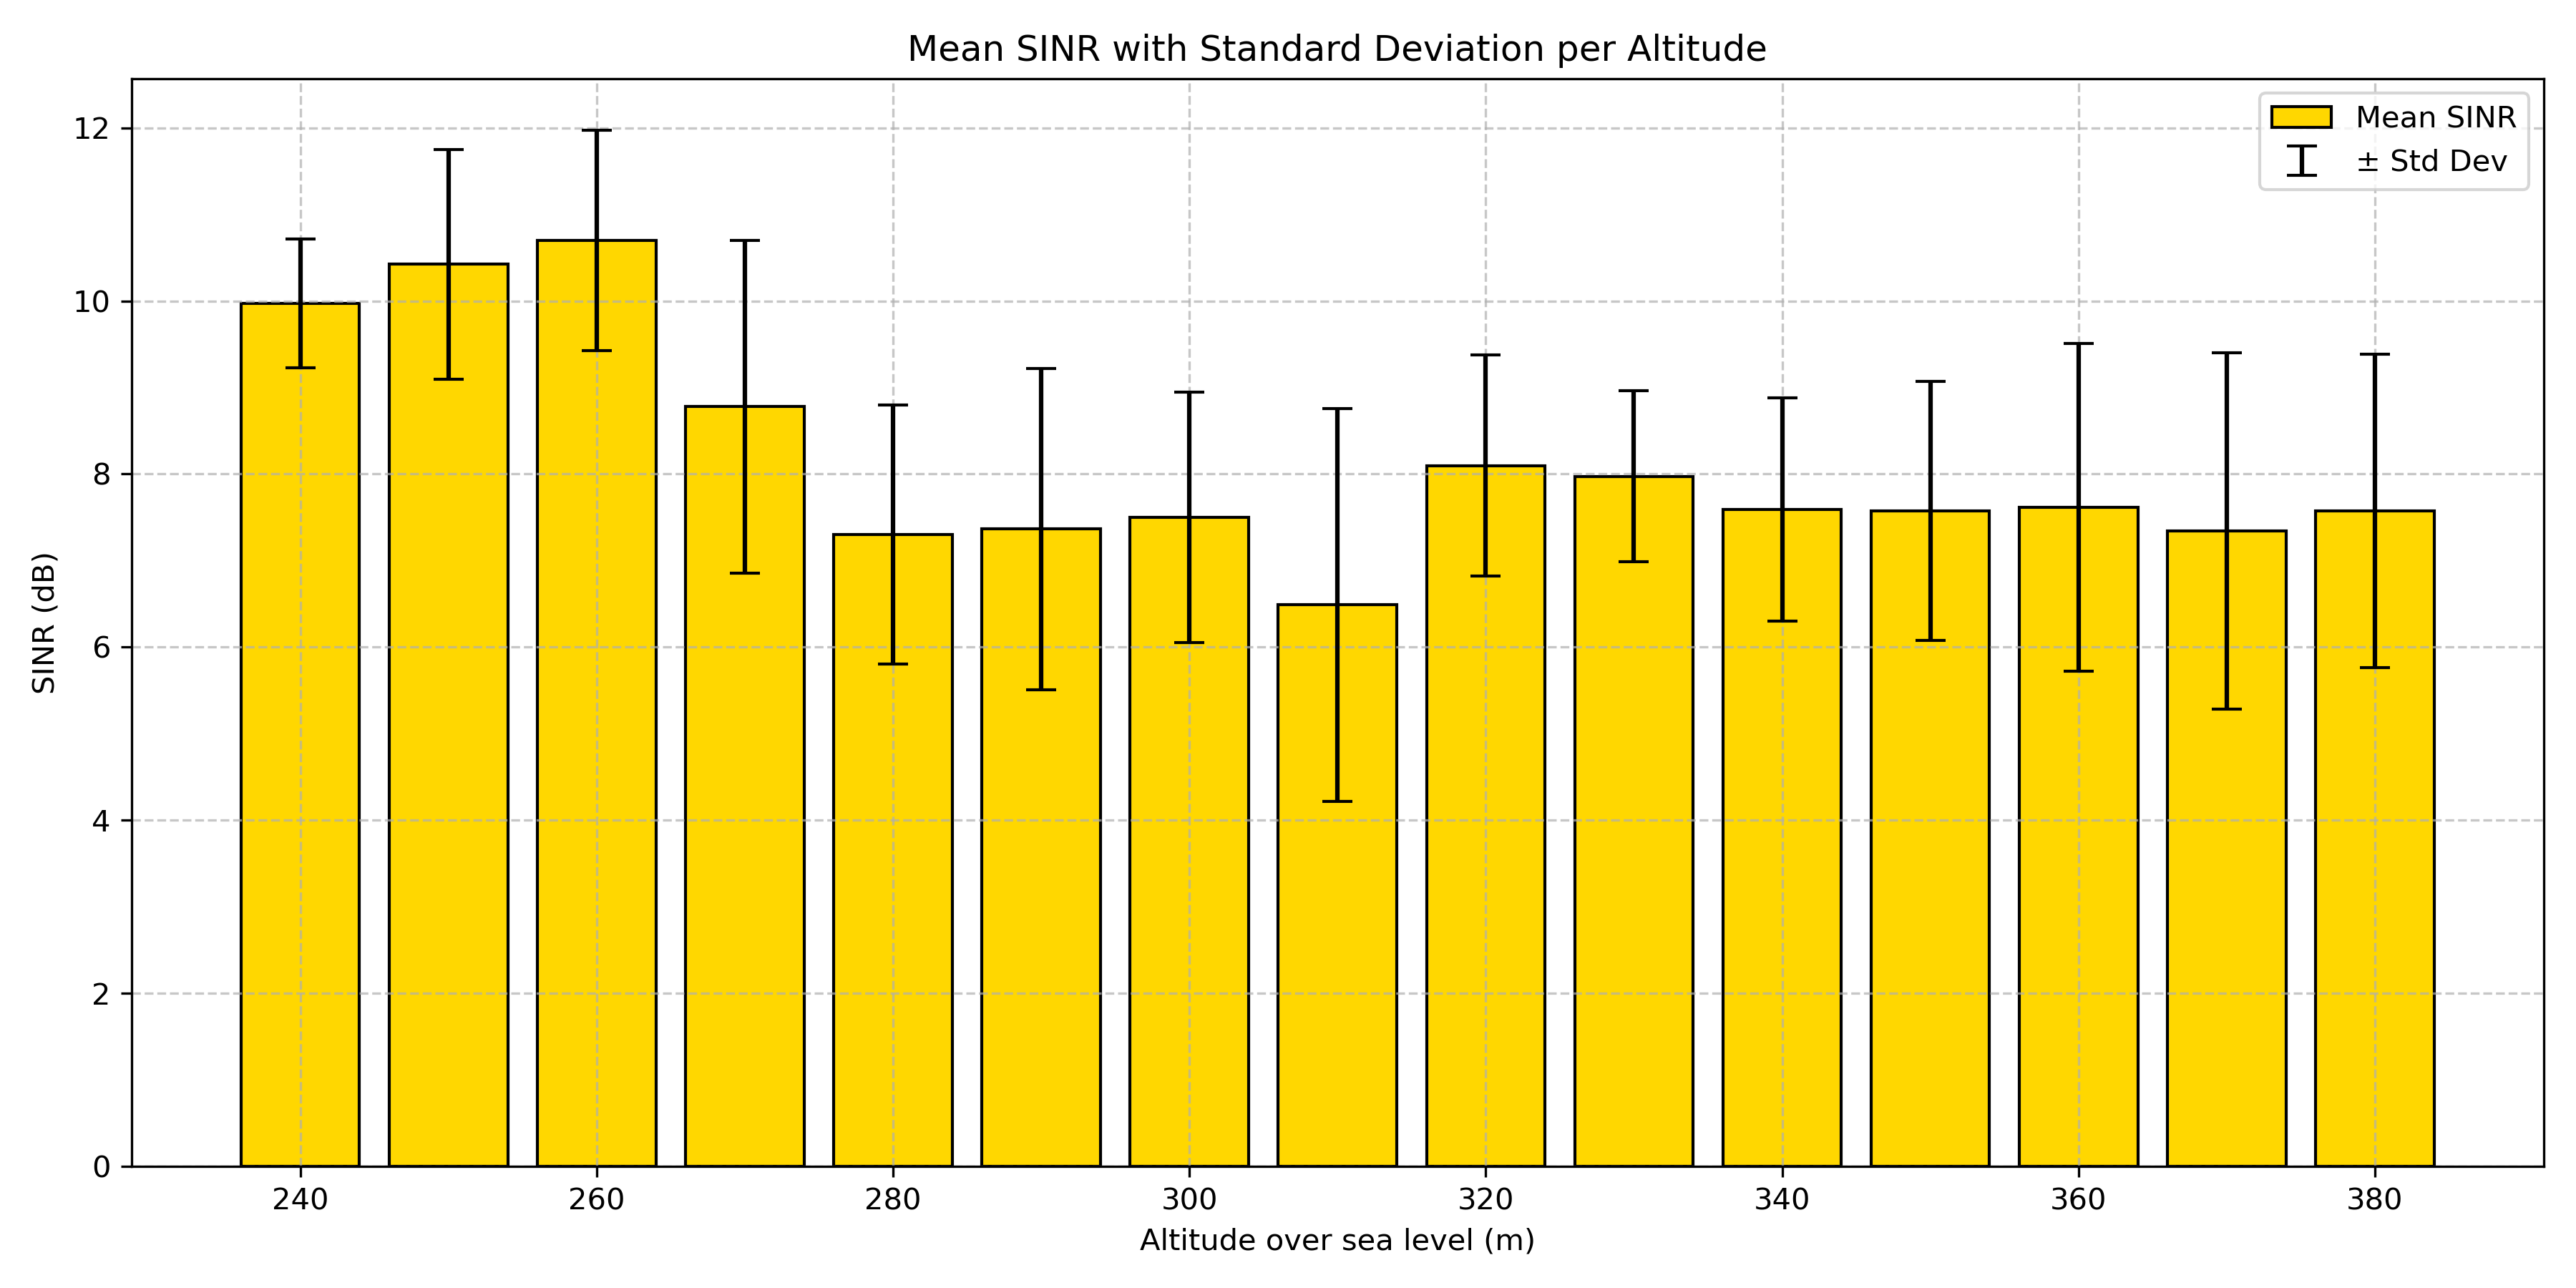 Mean SINR with Standard Deviation per Altitude
Mean SINR
± Std Dev
SINR (dB)
12
10
8
6
4
2
0
240 260 280 300 320 340 360 380
Altitude over sea level (m)